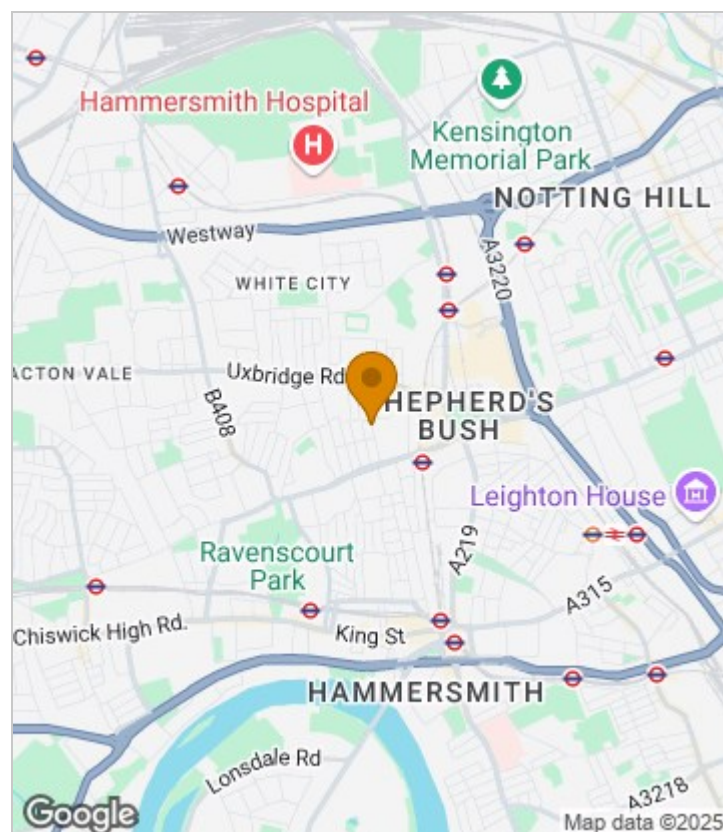 Hammersmith Hospital
H
Kensington
Memorial Park
NOTTING HILL
Westway
A3220
WHITE CITY
ACTON VALE
Uxbridge Rd
B408
HEPHERD'S
BUSH
Leighton House
A219
Ravenscourt
Park
A315
Chiswick High Rd.
King St
HAMMERSMITH
Lonsdale Rd
A3218
Google
Map data ©2025